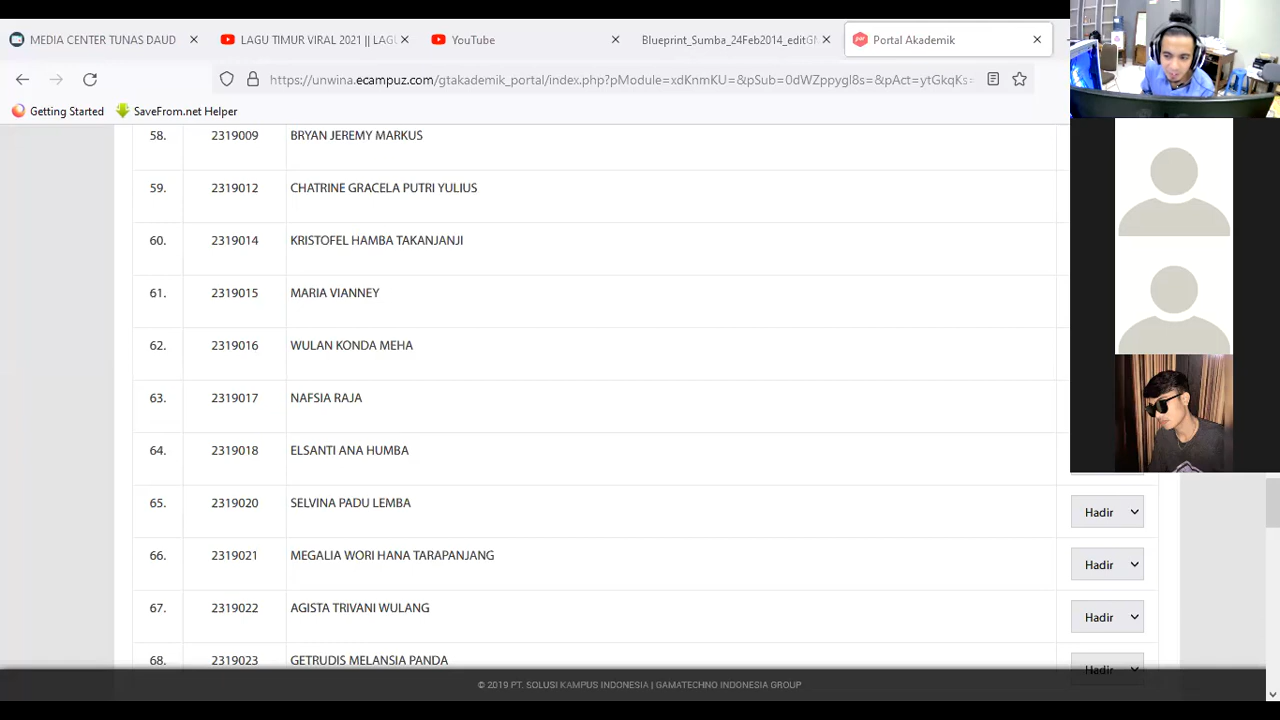 MEDIA CENTER TUNAS DAUD
LAGU TIMUR VIRAL 2021 || LAG
YouTube
Blueprint_Sumba_24Feb2014_edit
Portal Akademik
https://unwina.ecampuz.com/gtakademik_portal/index.php?pModule=xdKnmKU=&pSub=0dWZppygl8s=&pAct=ytGkqKs=
Getting Started
SaveFrom.net Helper
58. 2319009 BRYAN JEREMY MARKUS
59. 2319012 CHATRINE GRACELA PUTRI YULIUS
60. 2319014 KRISTOFEL HAMBA TAKANJANJI
61. 2319015 MARIA VIANNEY
62. 2319016 WULAN KONDA MEHA
63. 2319017 NAFSIA RAJA
64. 2319018 ELSANTI ANA HUMBA
65. 2319020 SELVINA PADU LEMBA Hadir
66. 2319021 MEGALIA WORI HANA TARAPANJANG Hadir
67. 2319022 AGISTA TRIVANI WULANG Hadir
68. 2319023 GETRUDIS MELANSIA PANDA Hadir
© 2019 PT. SOLUSI KAMPUS INDONESIA | GAMATECHNO INDONESIA GROUP